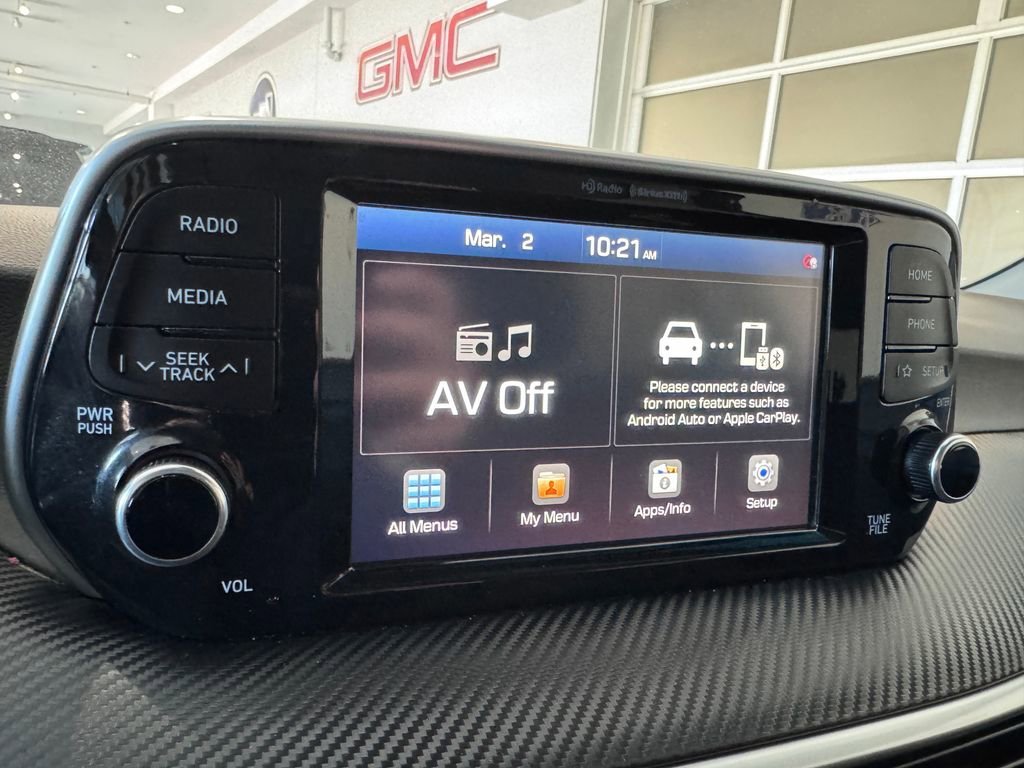 GMC
HD Radio ((SiriusXM))
RADIO
MEDIA
SEEK
TRACK
PWR
PUSH
VOL
Mar. 2 10:21 AM
AV Off
Please connect a device
for more features such as
Android Auto or Apple CarPlay.
All Menus My Menu Apps/Info Setup
HOME
PHONE
SETUP
ENTER
TUNE
FILE